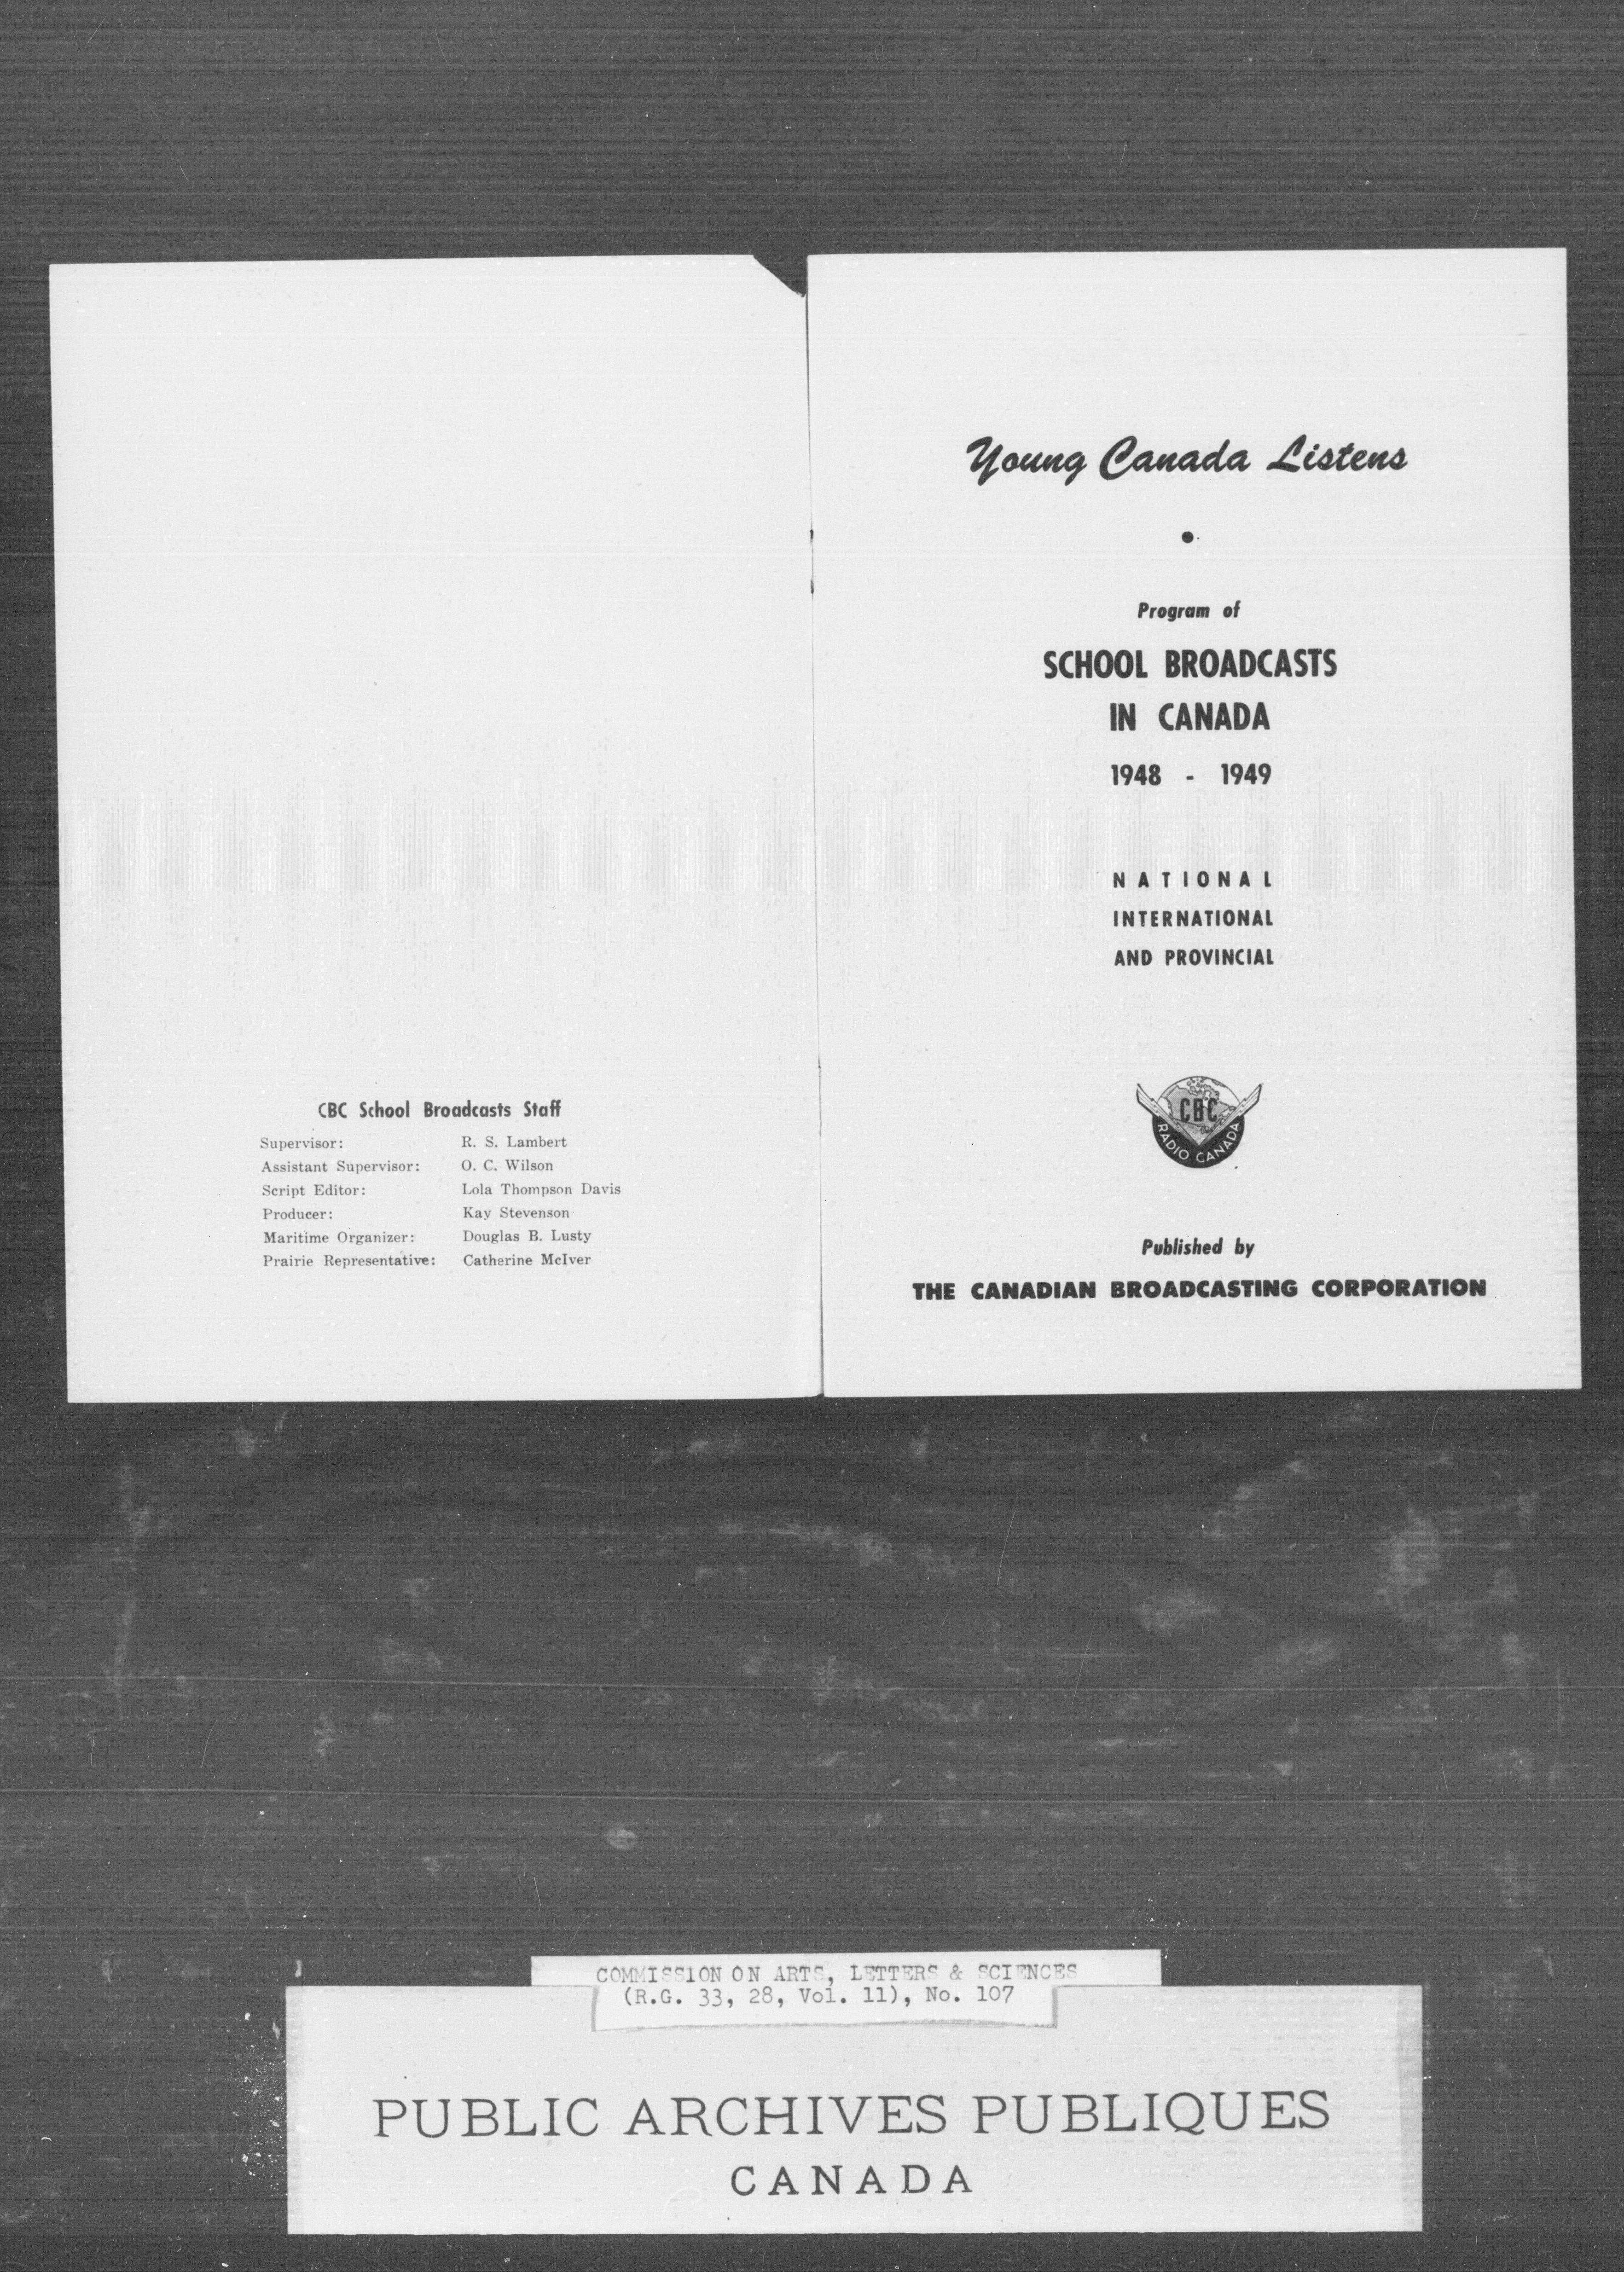 CBC School Broadcasts Staff
Supervisor: R. S. Lambert
Assistant Supervisor: O. C. Wilson
Script Editor: Lola Thompson Davis
Producer: Kay Stevenson
Maritime Organizer: Douglas B. Lusty
Prairie Representative: Catherine McIver
Young Canada Listens
•
Program of
SCHOOL BROADCASTS
IN CANADA
1948 - 1949
NATIONAL
INTERNATIONAL
AND PROVINCIAL
CBC
RADIO CANADA
Published by
THE CANADIAN BROADCASTING CORPORATION
COMMISSION ON ARTS, LETTERS & SCIENCES
(R.G. 33, 28, Vol. 11), No. 107
PUBLIC ARCHIVES PUBLIQUES
CANADA